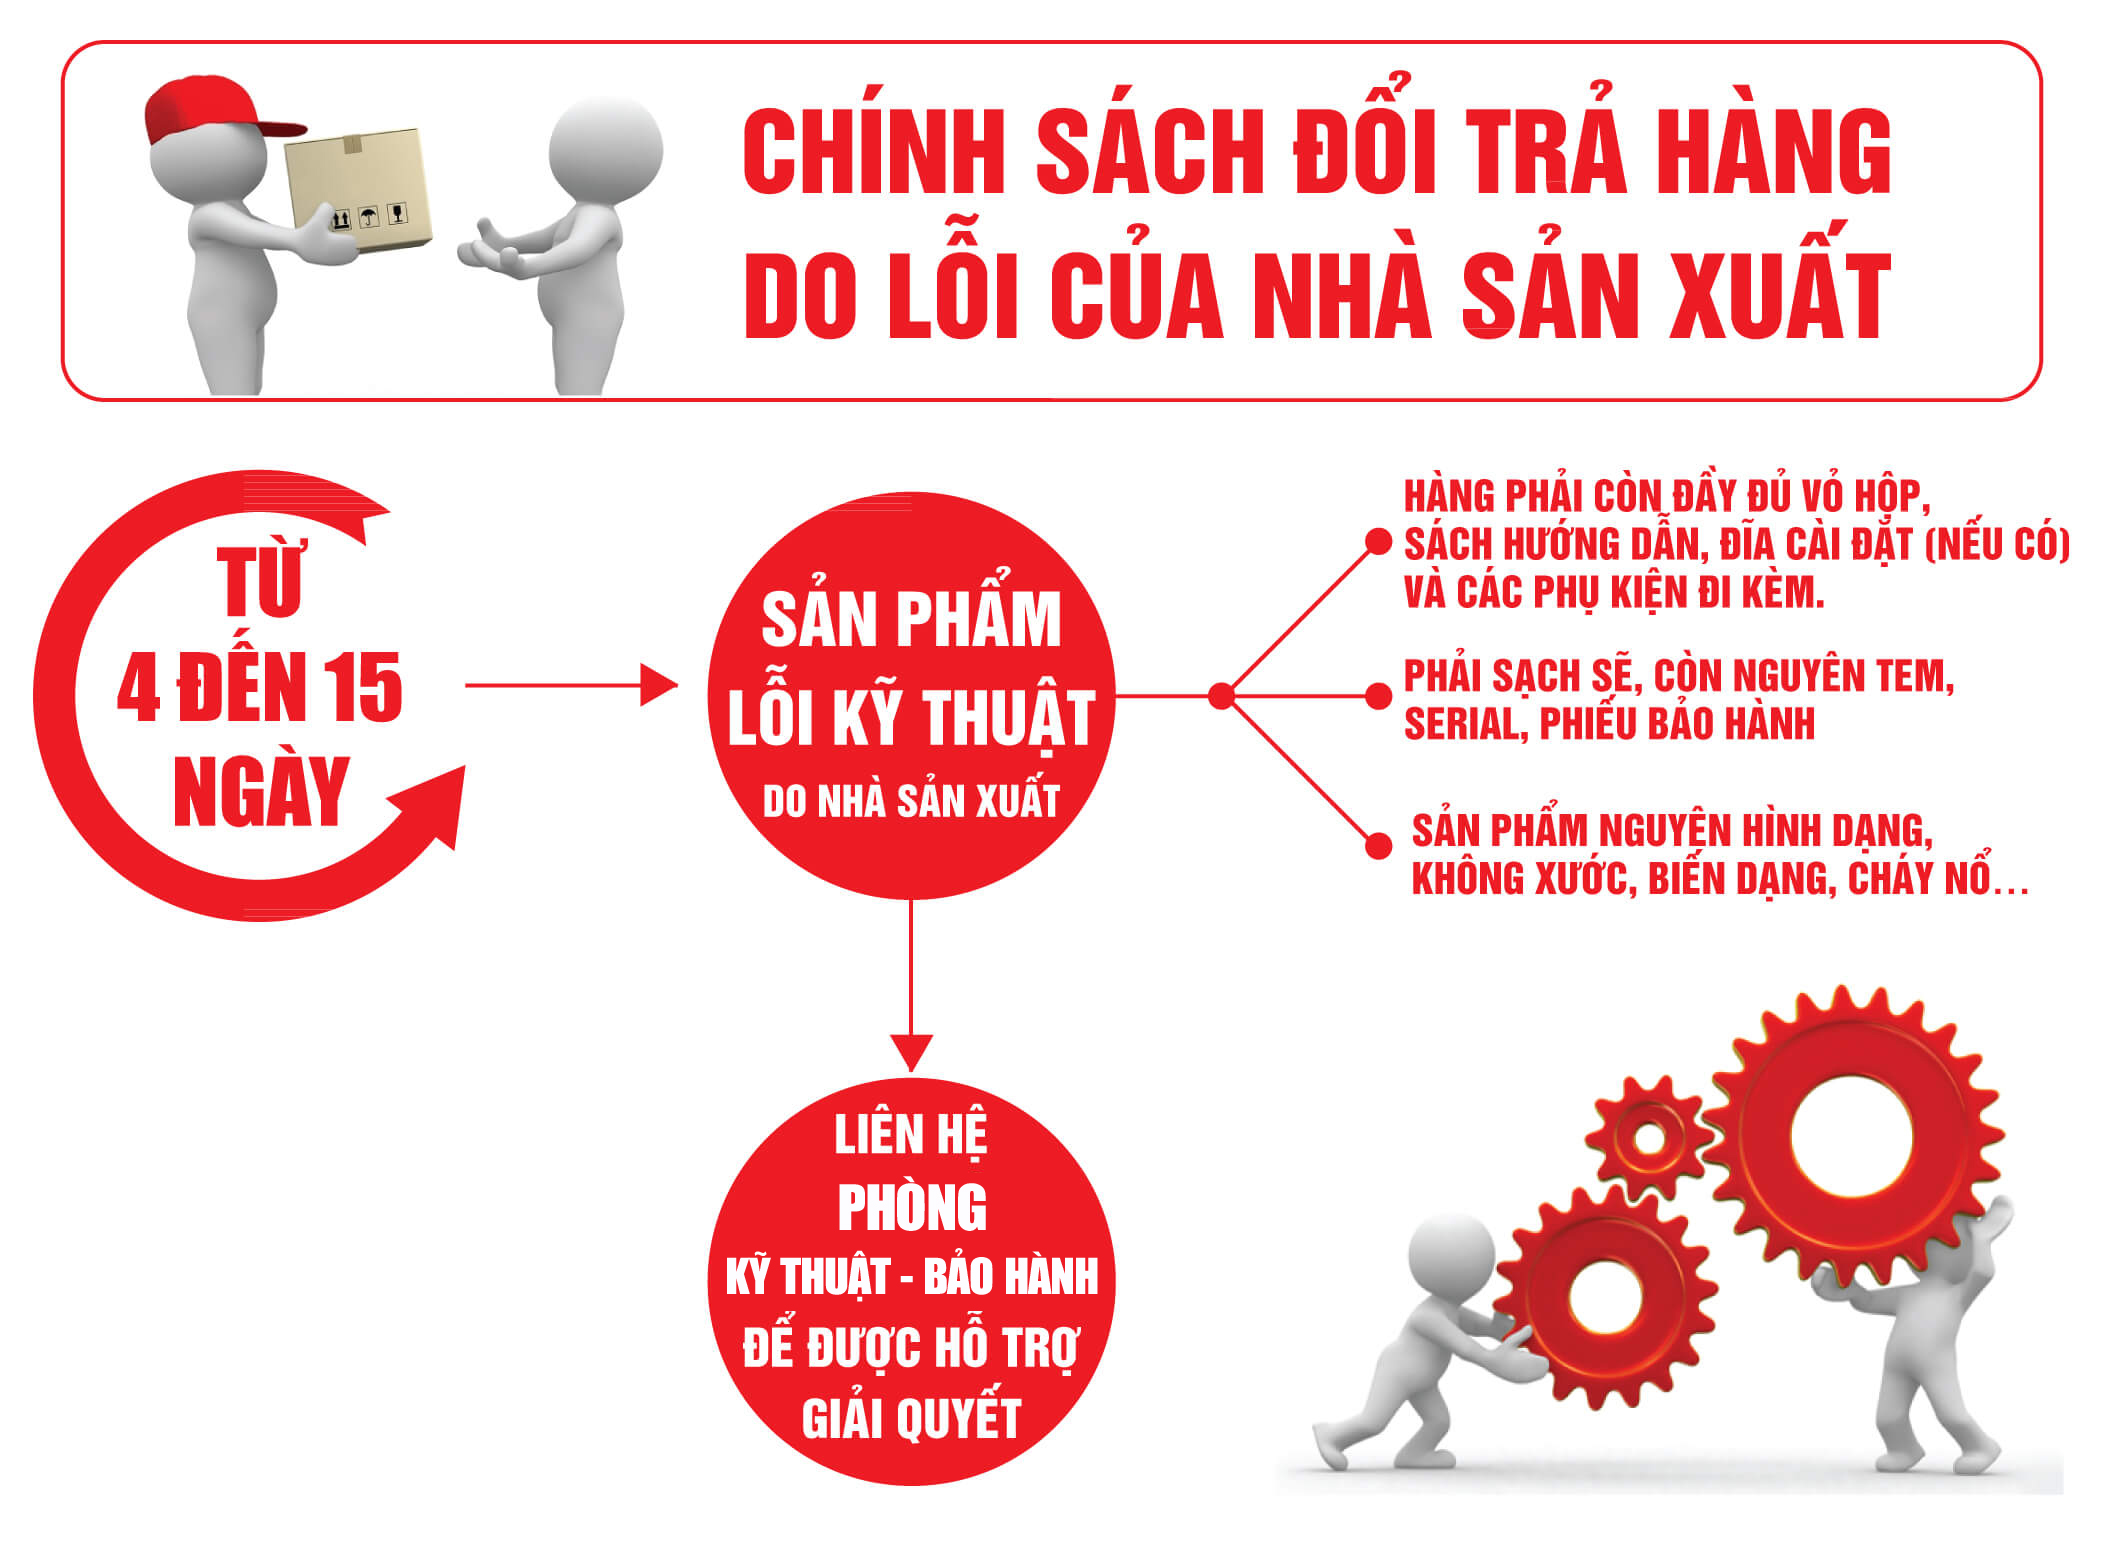 CHÍNH SÁCH ĐỔI TRẢ HÀNG
DO LỖI CỦA NHÀ SẢN XUẤT
TỪ
4 ĐẾN 15
NGÀY
SẢN PHẨM
LỖI KỸ THUẬT
DO NHÀ SẢN XUẤT
HÀNG PHẢI CÒN ĐẦY ĐỦ VỎ HỘP,
SÁCH HƯỚNG DẪN, ĐĨA CÀI ĐẶT (NẾU CÓ)
VÀ CÁC PHỤ KIỆN ĐI KÈM.
PHẢI SẠCH SẼ, CÒN NGUYÊN TEM,
SERIAL, PHIẾU BẢO HÀNH
SẢN PHẨM NGUYÊN HÌNH DẠNG,
KHÔNG XƯỚC, BIẾN DẠNG, CHÁY NỔ...
LIÊN HỆ
PHÒNG
KỸ THUẬT - BẢO HÀNH
ĐỂ ĐƯỢC HỖ TRỢ
GIẢI QUYẾT